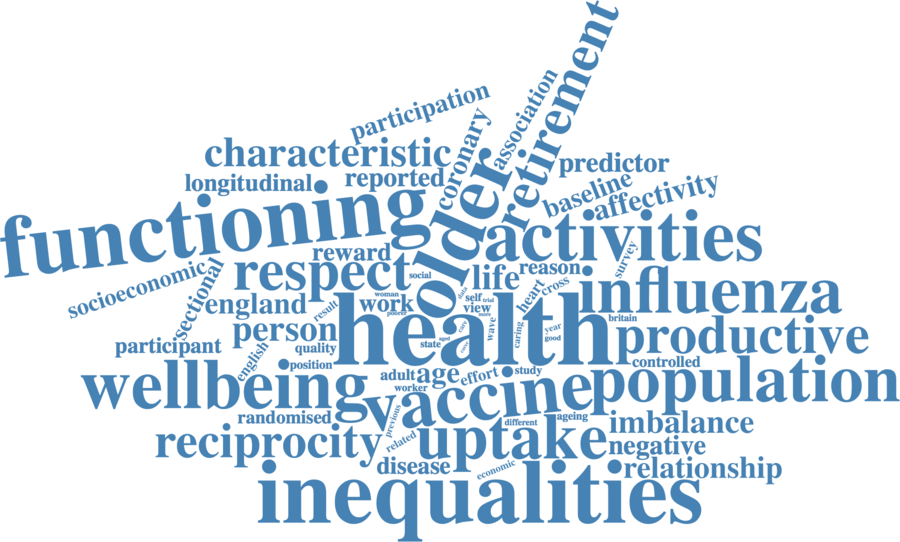 retirement
participation
association
coronary
characteristic
older
predictor
longitudinal
reported
baseline
affectivity
functioning
activities
reward
survey
socioeconomic
sectional
respect
social
life
reason
heart
cross
influenza
england
result
woman
work
poorer
data
self
trial
view
more
health
wave
britain
person
year
good
productive
participant
english
quality
state
aged
caring
position
controlled
wellbeing
adult
age
effort
study
population
worker
vaccine
randomised
previous
different
ageing
imbalance
reciprocity
related
uptake
negative
disease
economic
relationship
inequalities